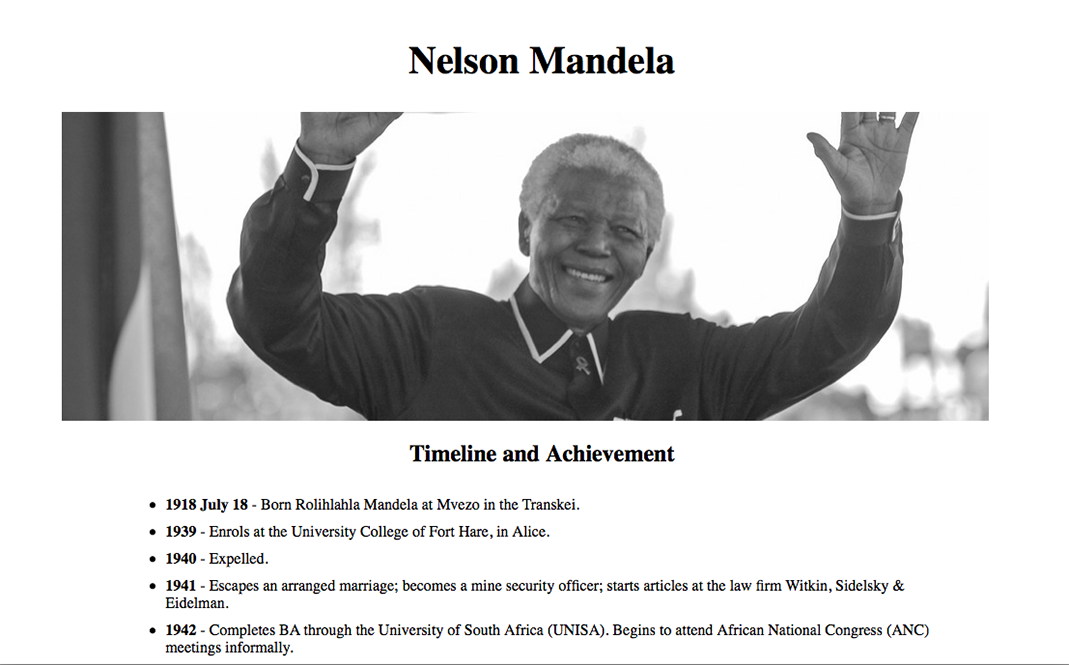 Nelson Mandela
Timeline and Achievement
1918 July 18 - Born Rolihlahla Mandela at Mvezo in the Transkei.
1939 - Enrols at the University College of Fort Hare, in Alice.
1940 - Expelled.
1941 - Escapes an arranged marriage; becomes a mine security officer; starts articles at the law firm Witkin, Sidelsky &
Eidelman.
1942 - Completes BA through the University of South Africa (UNISA). Begins to attend African National Congress (ANC)
meetings informally.